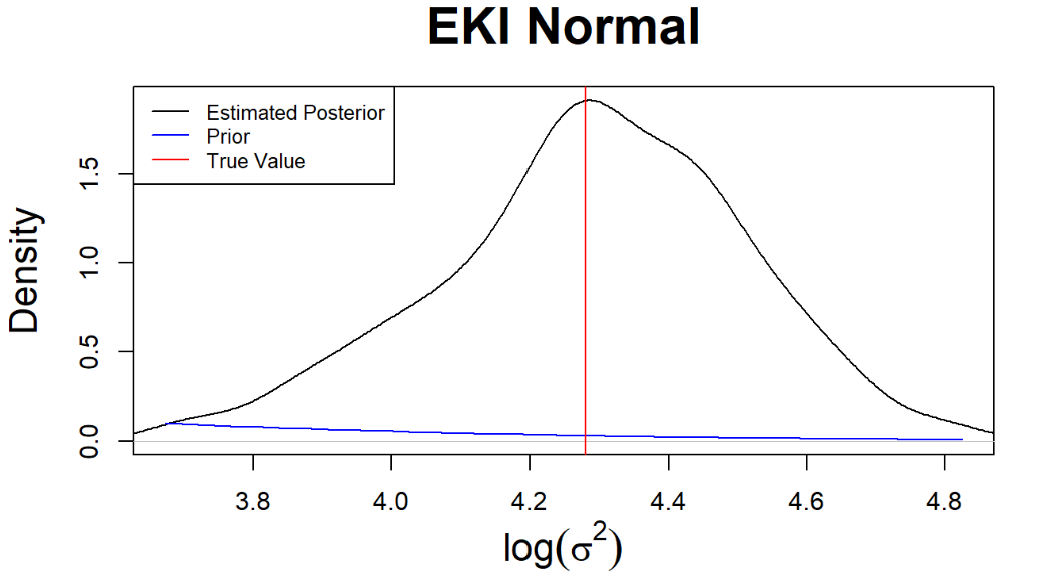 EKI Normal
Estimated Posterior
Prior
True Value
Density
0.0 0.5 1.0 1.5
3.8 4.0 4.2 4.4 4.6 4.8
log(σ²)